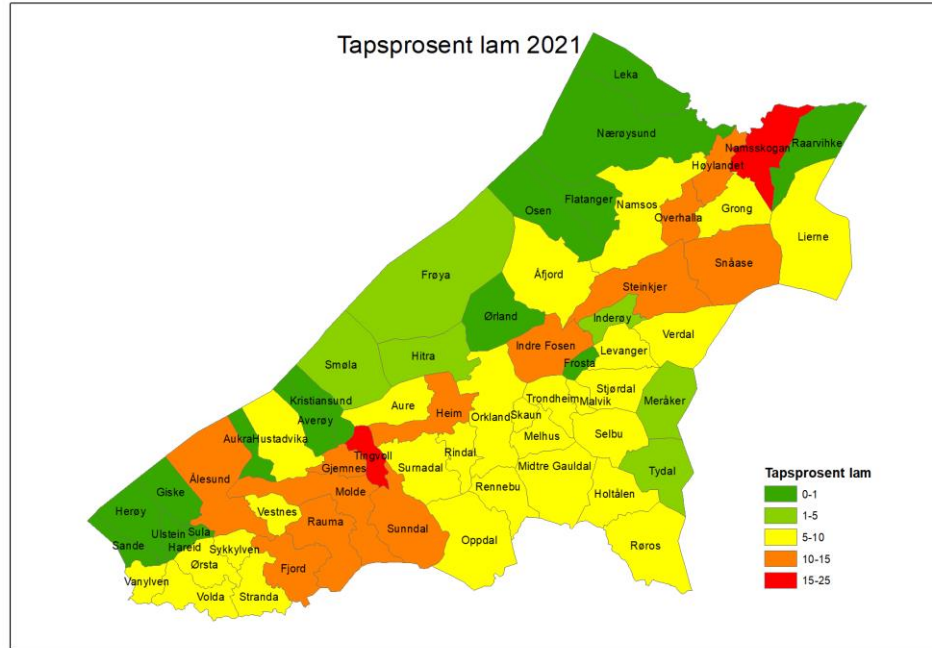 Tapsprosent lam 2021
Leka
Nærøysund
Namsskogan
Raarvihke
Høylandet
Flatanger
Namsos
Osen
Overhalla
Grong
Lierne
Snåase
Frøya
Åfjord
Steinkjer
Ørland
Inderøy
Verdal
Indre Fosen
Levanger
Hitra
Frosta
Smøla
Stjørdal
Trondheim
Malvik
Meråker
Kristiansund
Aure
Heim
Orkland
Skaun
Averøy
Aukra
Hustadvika
Melhus
Selbu
Tingvoll
Gjemnes
Surnadal
Rindal
Midtre Gauldal
Tydal
Ålesund
Giske
Molde
Rennebu
Holtålen
Herøy
Vestnes
Rauma
Sunndal
Ulstein
Sula
Oppdal
Røros
Sande
Hareid
Sykkylven
Ørsta
Fjord
Vanylven
Volda
Stranda
Tapsprosent lam
0-1
1-5
5-10
10-15
15-25